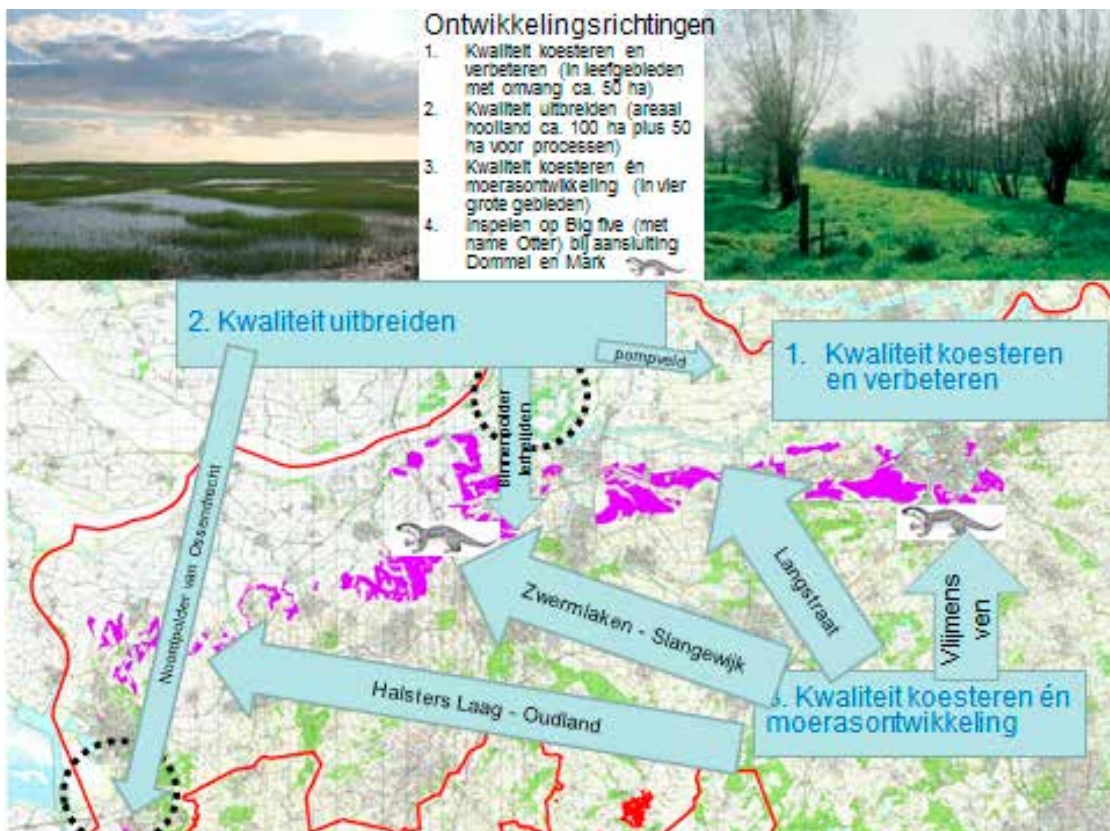 Ontwikkelingsrichtingen
1. Kwaliteit koesteren en
verbeteren (in leefgebieden
met omvang ca. 50 ha)
2. Kwaliteit uitbreiden (areaal
hooiland ca. 100 ha plus 50
ha voor processen)
3. Kwaliteit koesteren én
moerasontwikkeling (in vier
grote gebieden)
4. Inspelen op Big five (met
name Otter) bij aansluiting
Dommel en Mark
2. Kwaliteit uitbreiden
pompveld
1. Kwaliteit koesteren
en verbeteren
Binnenpolder
Noordpolder van Ossendrecht
Langstraat
Vlijmens
ven
Zwermlaken - Slangewijk
Halsters Laag - Oudland
3. Kwaliteit koesteren én
moerasontwikkeling